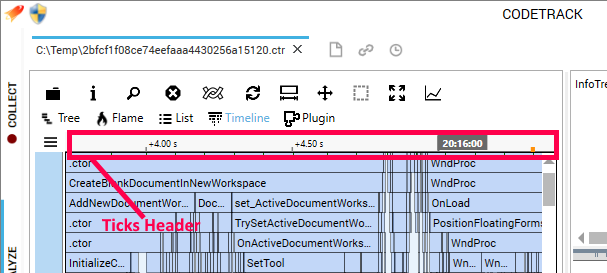 CODETRACK
C:\Temp\2bfcf1f08ce74eefaaa4430256a15120.ctr
COLLECT
InfoTre
Tree Flame List Timeline Plugin
+4.00 s +4.50 s 20:16:00
.ctor WndProc
CreateBlankDocumentInNewWorkspace WndProc
AddNewDocumentWor... Doc... set_ActiveDocumentWorks... OnLoad
.ctor TrySetActiveDocumentWo... PositionFloatingForms
Ticks Header
.ctor OnActiveDocumentWorks... WndProc
InitializeC... SetTool Wn... Wn...
LYZE